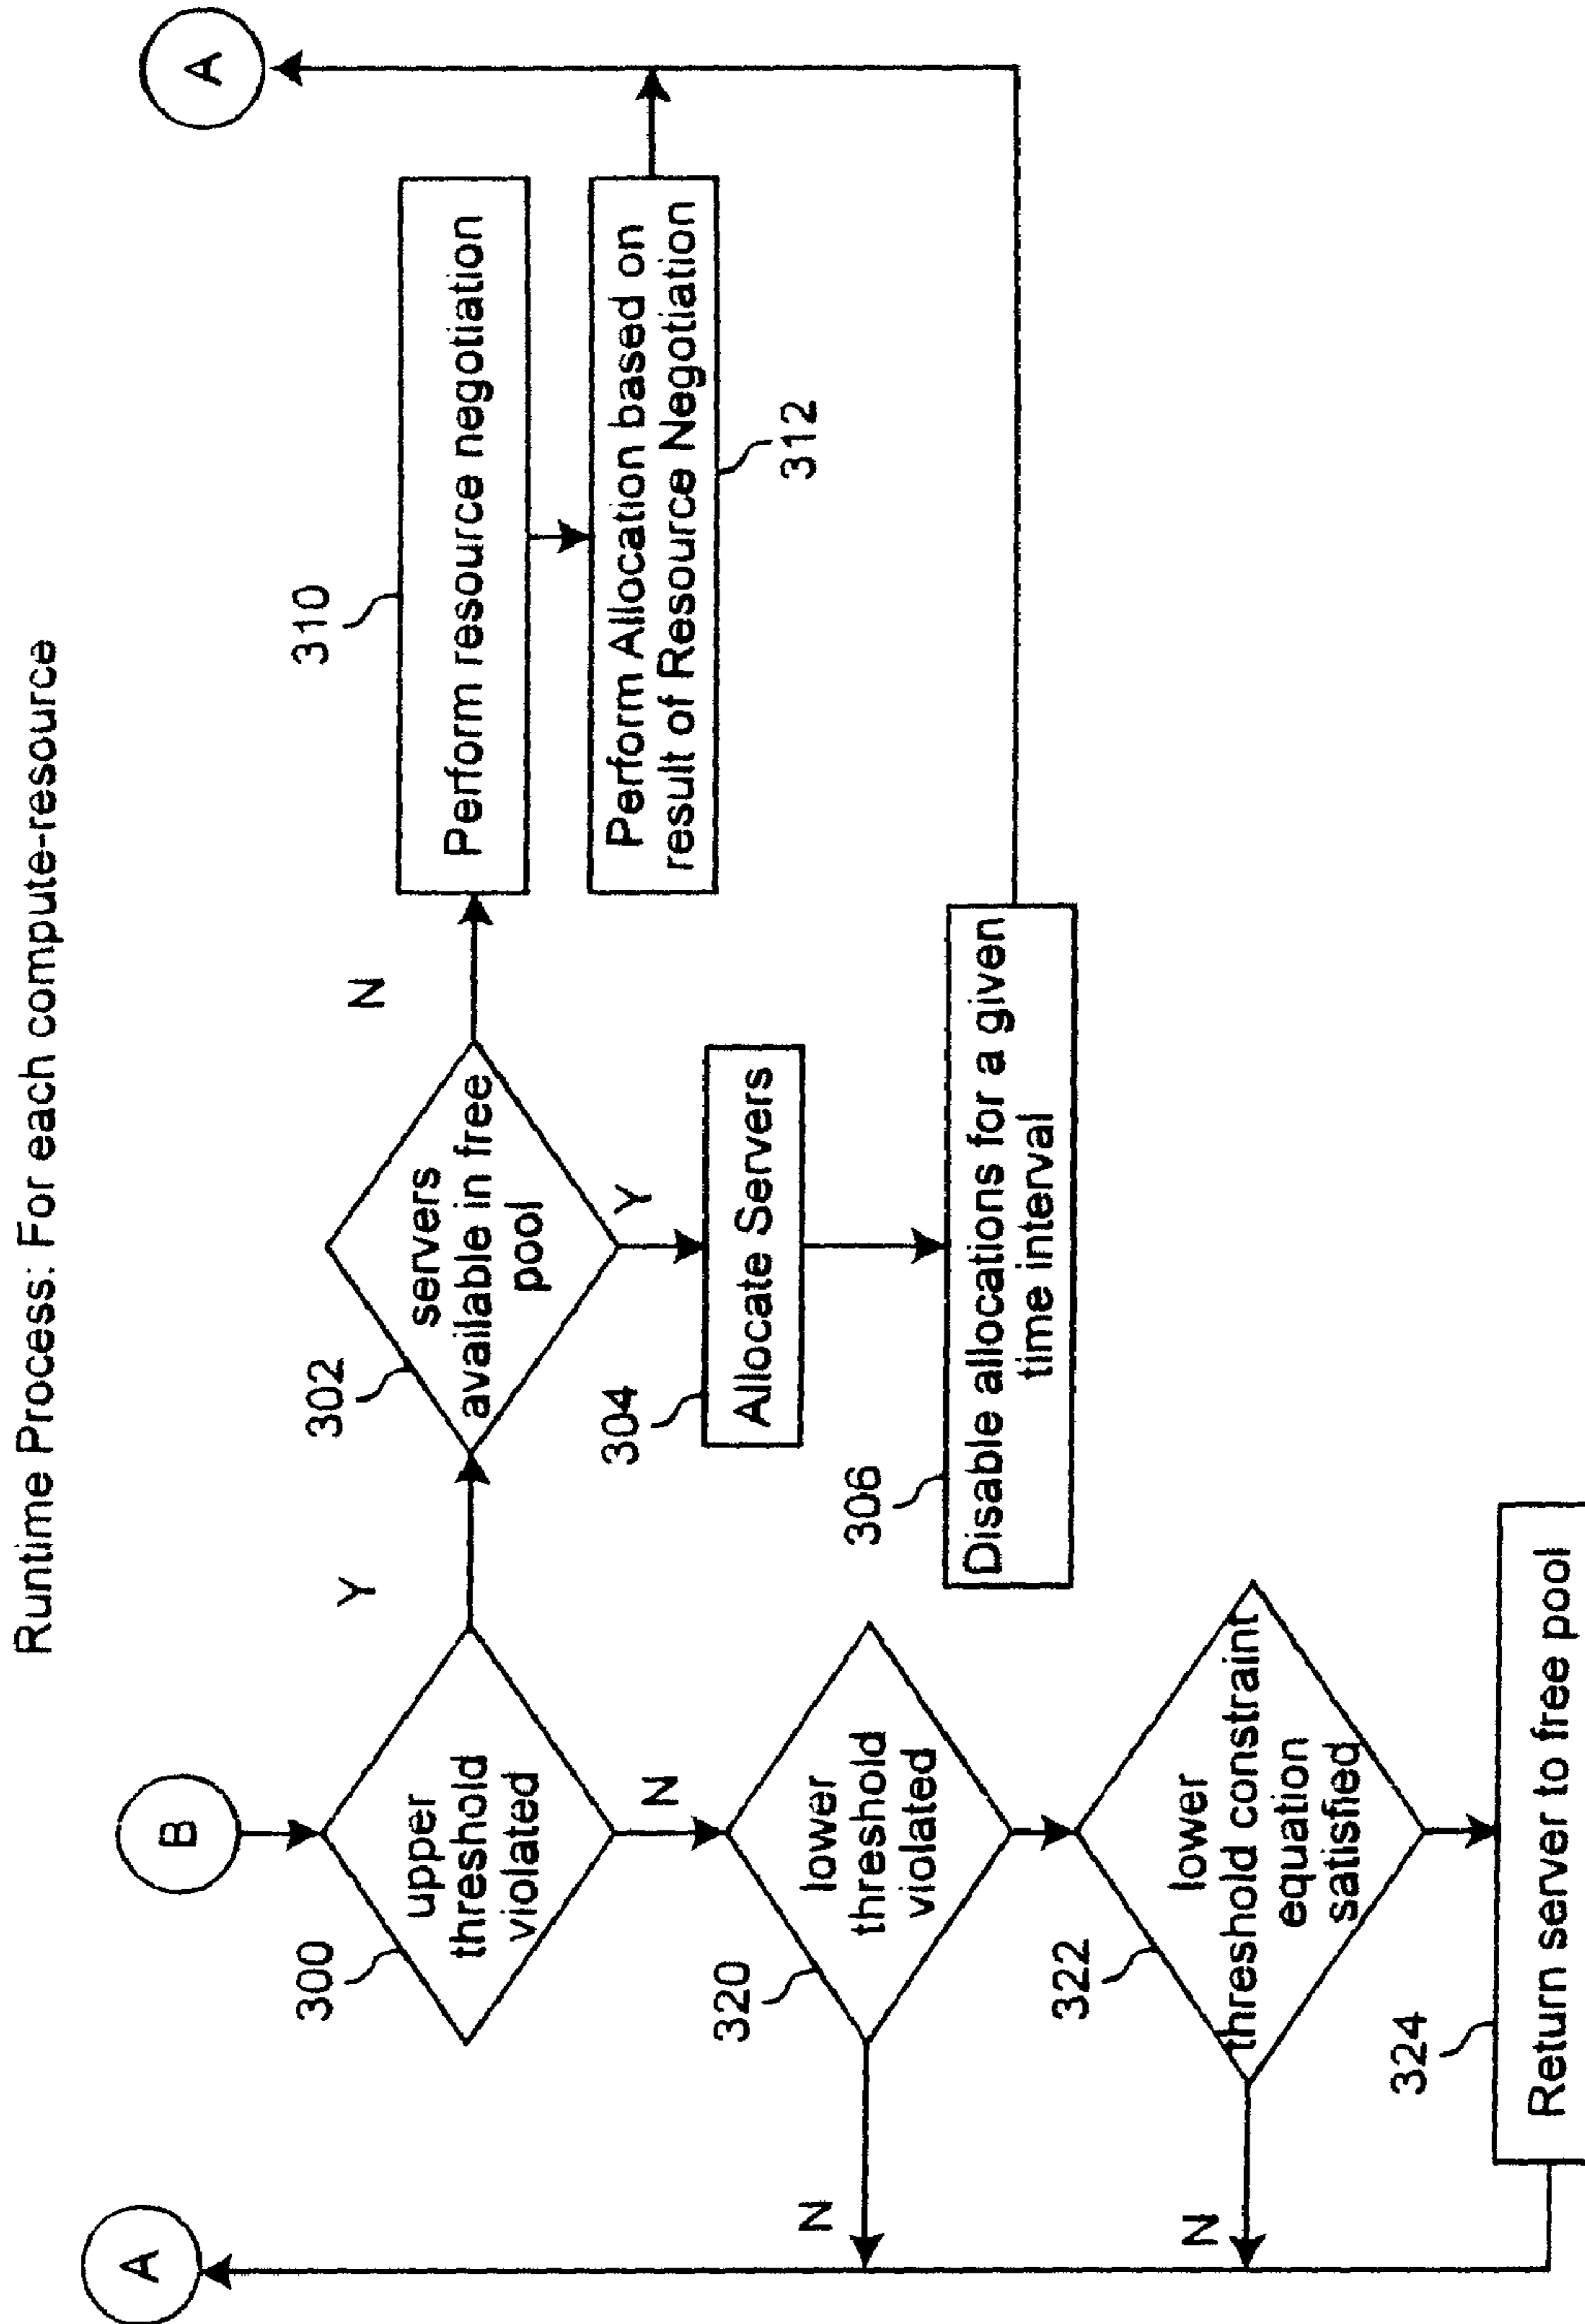 Runtime Process: For each compute-resource
A
B
A
300
upper
threshold
violated
Y
N
302
servers
available in free
pool
N
Y
310
Perform resource negotiation
Perform Allocation based on
result of Resource Negotiation
312
304
Allocate Servers
306
Disable allocations for a given
time interval
320
lower
threshold
violated
N
322
lower
threshold constraint
equation
satisfied
N
324
Return server to free pool